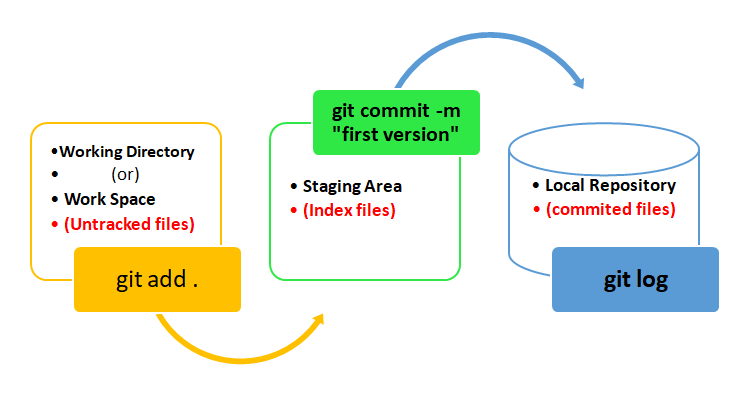 •Working Directory
• (or)
• Work Space
• (Untracked files)
git add .
git commit -m
"first version"
• Staging Area
• (Index files)
• Local Repository
• (commited files)
git log